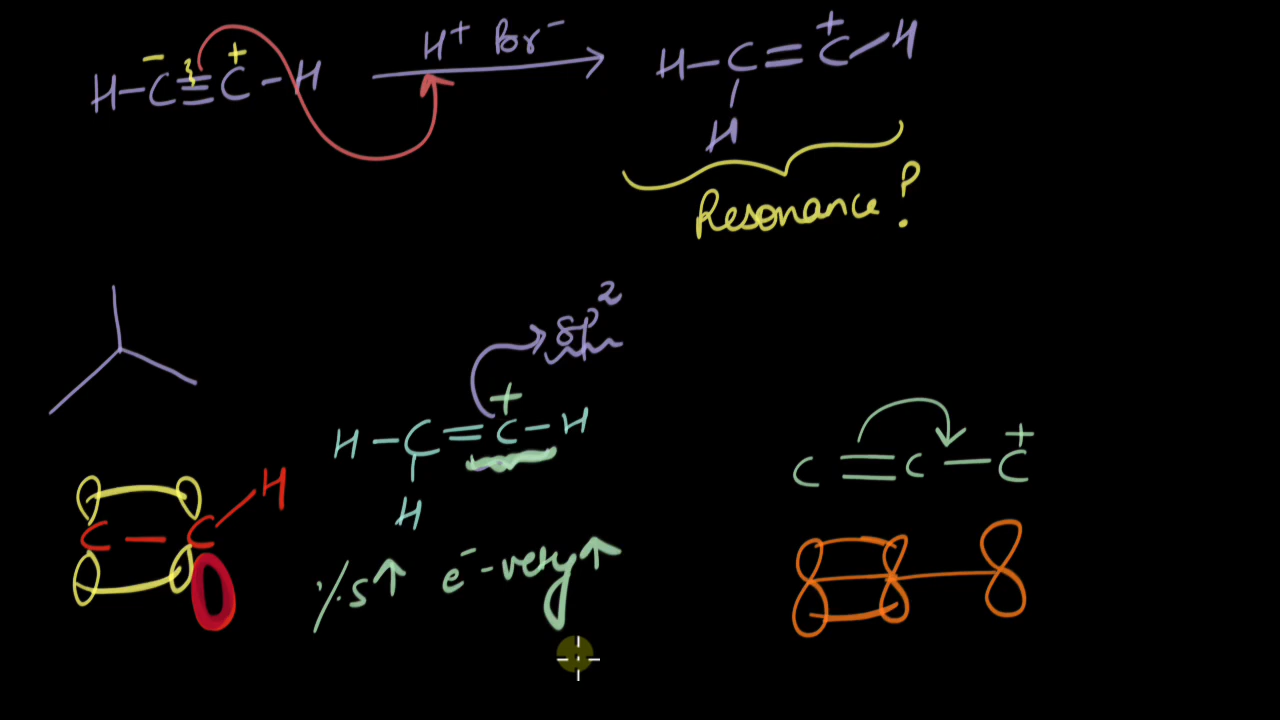 H-C≡C-H
- +
H⁺ Br⁻
H-C=C-H
+
H
Resonance?
sp²
H-C=C-H
+
H
C-C-H
%s↑ e⁻-very↑
C=C-C
+